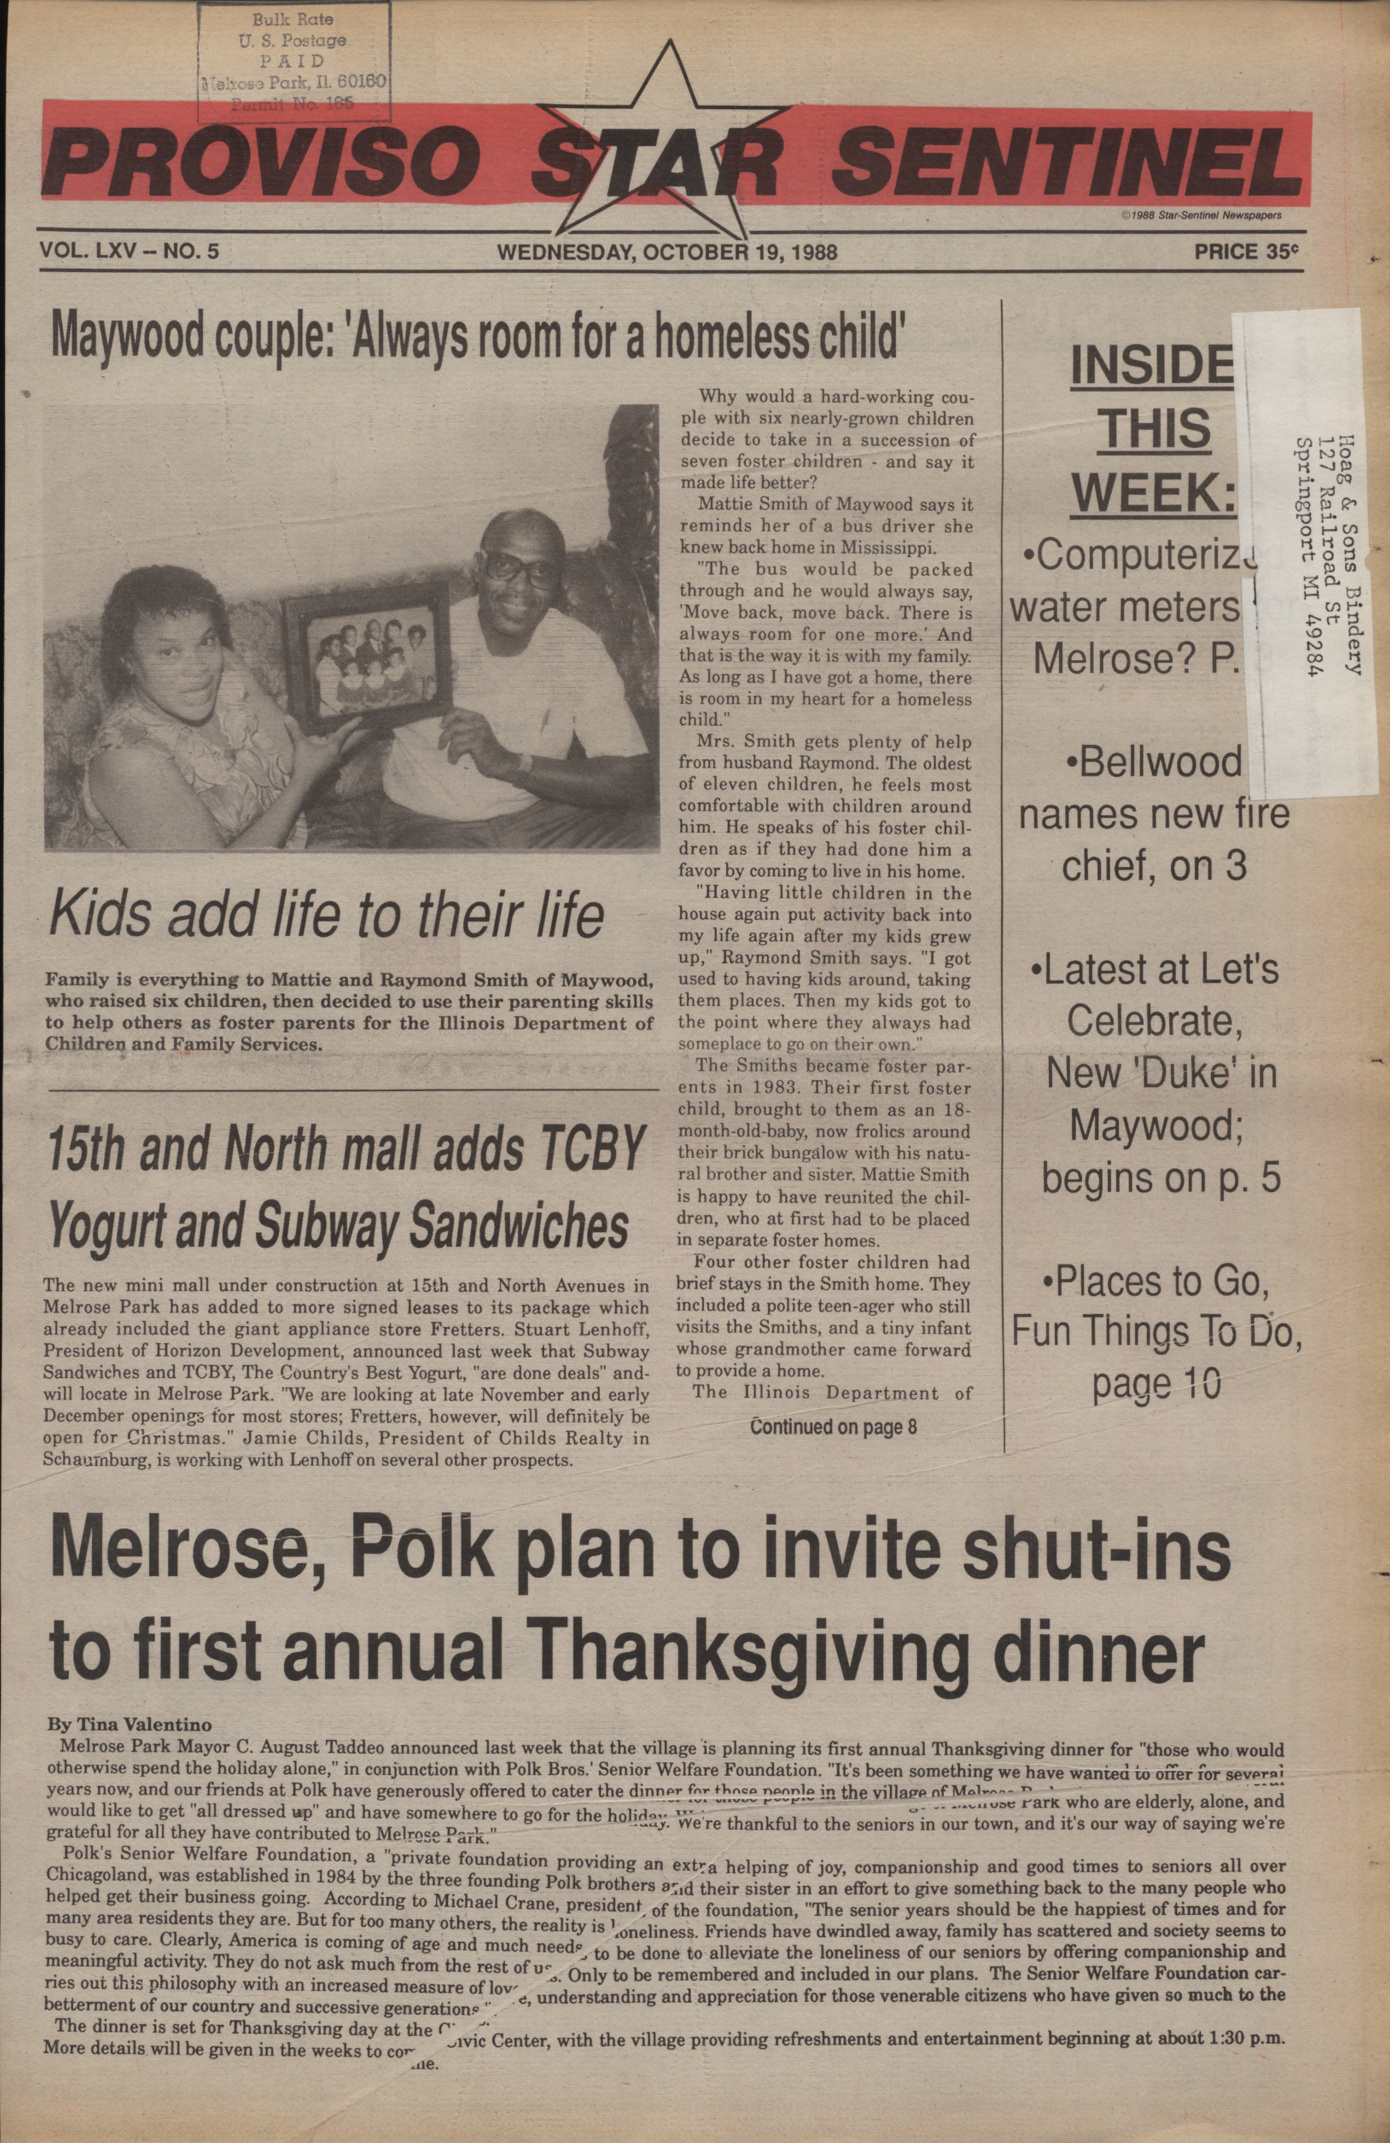 Bulk Rate
U. S. Postage
PAID
Melrose Park, Il. 60160
Permit No. 165
PROVISO STAR SENTINEL
©1988 Star-Sentinel Newspapers
VOL. LXV – NO. 5
WEDNESDAY, OCTOBER 19, 1988
PRICE 35¢
Maywood couple: 'Always room for a homeless child'
Kids add life to their life
Family is everything to Mattie and Raymond Smith of Maywood,
who raised six children, then decided to use their parenting skills
to help others as foster parents for the Illinois Department of
Children and Family Services.
Why would a hard-working cou-
ple with six nearly-grown children
decide to take in a succession of
seven foster children - and say it
made life better?
Mattie Smith of Maywood says it
reminds her of a bus driver she
knew back home in Mississippi.
"The bus would be packed
through and he would always say,
'Move back, move back. There is
always room for one more.' And
that is the way it is with my family.
As long as I have got a home, there
is room in my heart for a homeless
child."
Mrs. Smith gets plenty of help
from husband Raymond. The oldest
of eleven children, he feels most
comfortable with children around
him. He speaks of his foster chil-
dren as if they had done him a
favor by coming to live in his home.
"Having little children in the
house again put activity back into
my life again after my kids grew
up," Raymond Smith says. "I got
used to having kids around, taking
them places. Then my kids got to
the point where they always had
someplace to go on their own."
The Smiths became foster par-
ents in 1983. Their first foster
child, brought to them as an 18-
month-old-baby, now frolics around
their brick bungalow with his natu-
ral brother and sister. Mattie Smith
is happy to have reunited the chil-
dren, who at first had to be placed
in separate foster homes.
Four other foster children had
brief stays in the Smith home. They
included a polite teen-ager who still
visits the Smiths, and a tiny infant
whose grandmother came forward
to provide a home.
The Illinois Department of
Continued on page 8
15th and North mall adds TCBY
Yogurt and Subway Sandwiches
The new mini mall under construction at 15th and North Avenues in
Melrose Park has added to more signed leases to its package which
already included the giant appliance store Fretters. Stuart Lenhoff,
President of Horizon Development, announced last week that Subway
Sandwiches and TCBY, The Country's Best Yogurt, "are done deals" and-
will locate in Melrose Park. "We are looking at late November and early
December openings for most stores; Fretters, however, will definitely be
open for Christmas." Jamie Childs, President of Childs Realty in
Schaumburg, is working with Lenhoff on several other prospects.
INSIDE
THIS
WEEK:
•Computeriz
water meters
Melrose? P.
•Bellwood
names new fire
chief, on 3
•Latest at Let's
Celebrate,
New 'Duke' in
Maywood;
begins on p. 5
•Places to Go,
Fun Things To Do,
page 10
Hoag & Sons Bindery
127 Railroad St
Springport MI 49284
Melrose, Polk plan to invite shut-ins
to first annual Thanksgiving dinner
By Tina Valentino
Melrose Park Mayor C. August Taddeo announced last week that the village is planning its first annual Thanksgiving dinner for "those who would
otherwise spend the holiday alone," in conjunction with Polk Bros.' Senior Welfare Foundation. "It's been something we have wanted to offer for several
years now, and our friends at Polk have generously offered to cater the dinner for those people in the village of Melrose Park who are elderly, alone, and
would like to get "all dressed up" and have somewhere to go for the holiday. We're thankful to the seniors in our town, and it's our way of saying we're
grateful for all they have contributed to Melrose Park."
Polk's Senior Welfare Foundation, a "private foundation providing an extra helping of joy, companionship and good times to seniors all over
Chicagoland, was established in 1984 by the three founding Polk brothers and their sister in an effort to give something back to the many people who
helped get their business going. According to Michael Crane, president of the foundation, "The senior years should be the happiest of times and for
many area residents they are. But for too many others, the reality is loneliness. Friends have dwindled away, family has scattered and society seems to
busy to care. Clearly, America is coming of age and much needs to be done to alleviate the loneliness of our seniors by offering companionship and
meaningful activity. They do not ask much from the rest of us. Only to be remembered and included in our plans. The Senior Welfare Foundation car-
ries out this philosophy with an increased measure of love, understanding and appreciation for those venerable citizens who have given so much to the
betterment of our country and successive generations."
The dinner is set for Thanksgiving day at the Civic Center, with the village providing refreshments and entertainment beginning at about 1:30 p.m.
More details will be given in the weeks to come.